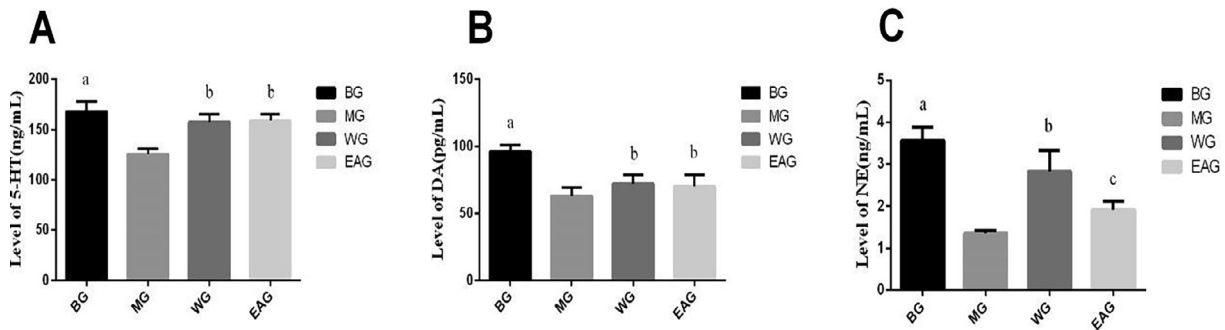 A
Level of 5-HT(ng/mL)
200
150
100
50
0
a
b
b
BG
MG
WG
EAG
BG
MG
WG
EAG
B
Level of DA(pg/mL)
150
100
50
0
a
b
b
BG
MG
WG
EAG
BG
MG
WG
EAG
C
Level of NE(ng/mL)
5
4
3
2
1
0
a
b
c
BG
MG
WG
EAG
BG
MG
WG
EAG